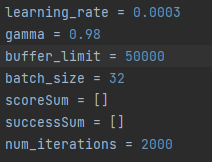 learning_rate = 0.0003
gamma = 0.98
buffer_limit = 50000
batch_size = 32
scoreSum = []
successSum = []
num_iterations = 2000